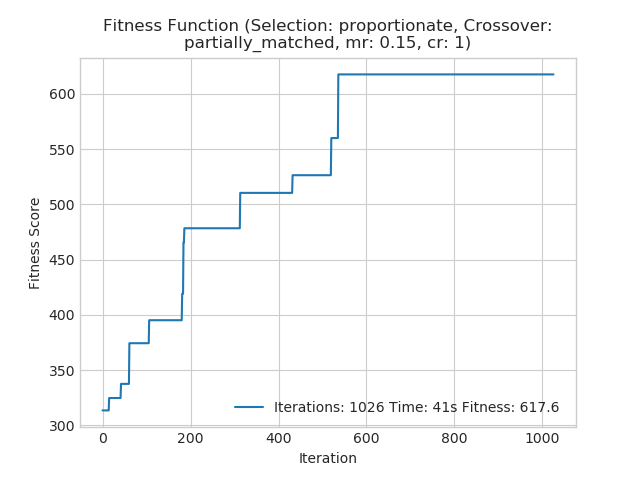 Fitness Function (Selection: proportionate, Crossover:
partially_matched, mr: 0.15, cr: 1)
600
550
500
450
400
350
300
Fitness Score
Iterations: 1026 Time: 41s Fitness: 617.6
0 200 400 600 800 1000
Iteration